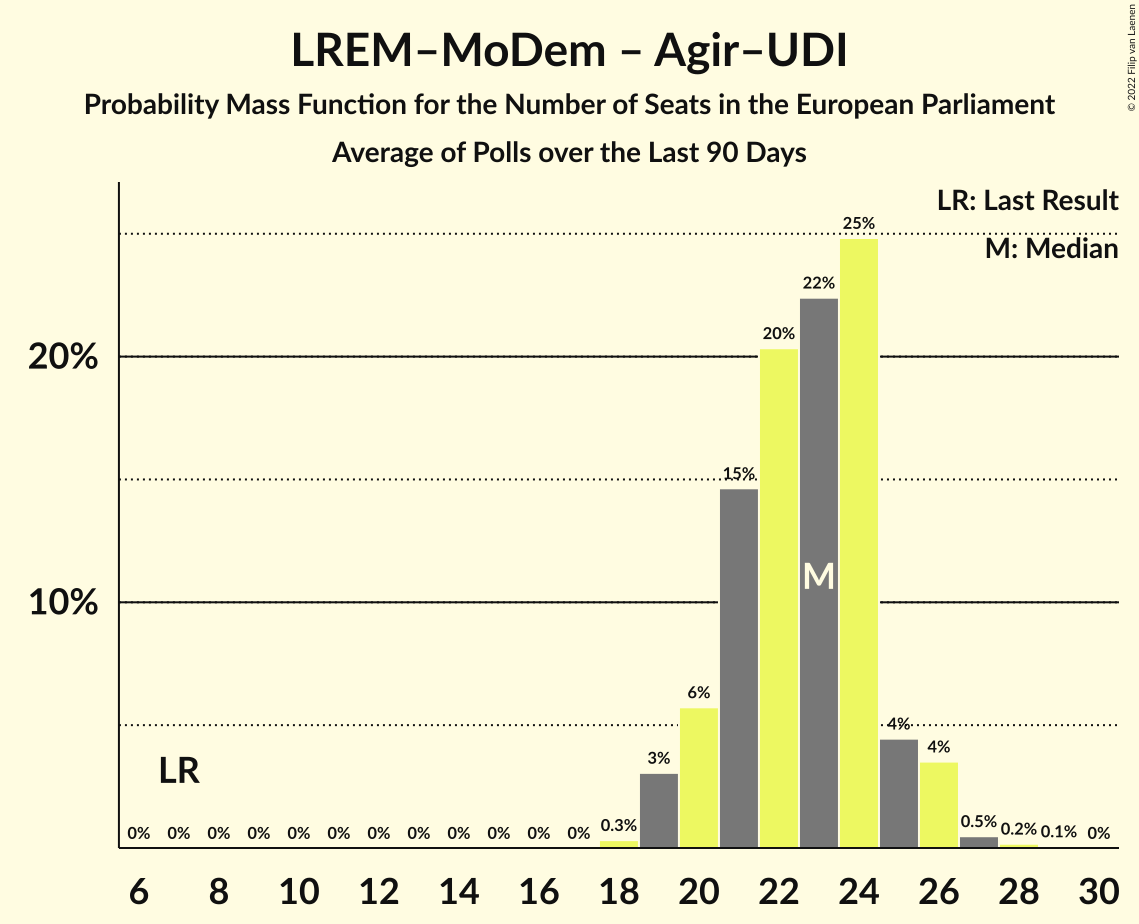 LREM–MoDem – Agir–UDI
Probability Mass Function for the Number of Seats in the European Parliament
Average of Polls over the Last 90 Days
© 2022 Filip van Laenen
LR: Last Result
M: Median
25%
22%
20%
20%
15%
M
10%
6%
4%
4%
3%
LR
0% 0% 0% 0% 0% 0% 0% 0% 0% 0% 0% 0% 0.3% 0.5% 0.2% 0.1% 0%
6 8 10 12 14 16 18 20 22 24 26 28 30